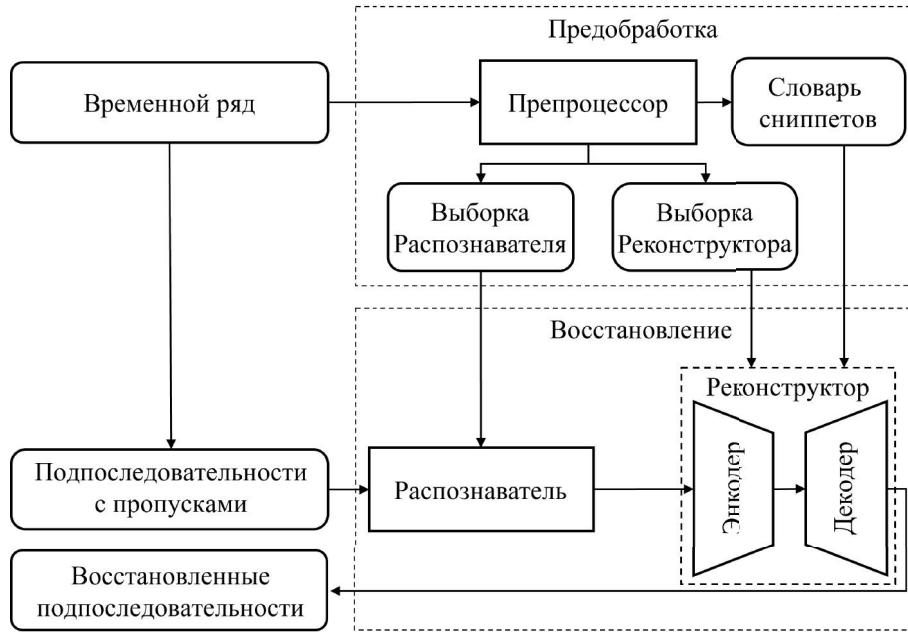 Предобработка
Временной ряд
Препроцессор
Словарь
сниппетов
Выборка
Распознавателя
Выборка
Реконструктора
Восстановление
Реконструктор
Энкодер
Декодер
Подпоследовательности
с пропусками
Распознаватель
Восстановленные
подпоследовательности